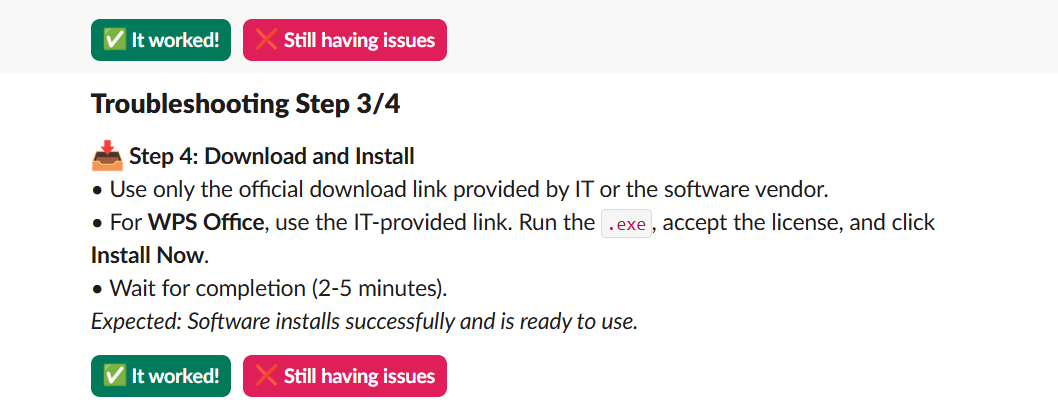 ✅ It worked! ❌ Still having issues
Troubleshooting Step 3/4
📥 Step 4: Download and Install
• Use only the official download link provided by IT or the software vendor.
• For WPS Office, use the IT-provided link. Run the .exe, accept the license, and click
Install Now.
• Wait for completion (2-5 minutes).
Expected: Software installs successfully and is ready to use.
✅ It worked! ❌ Still having issues